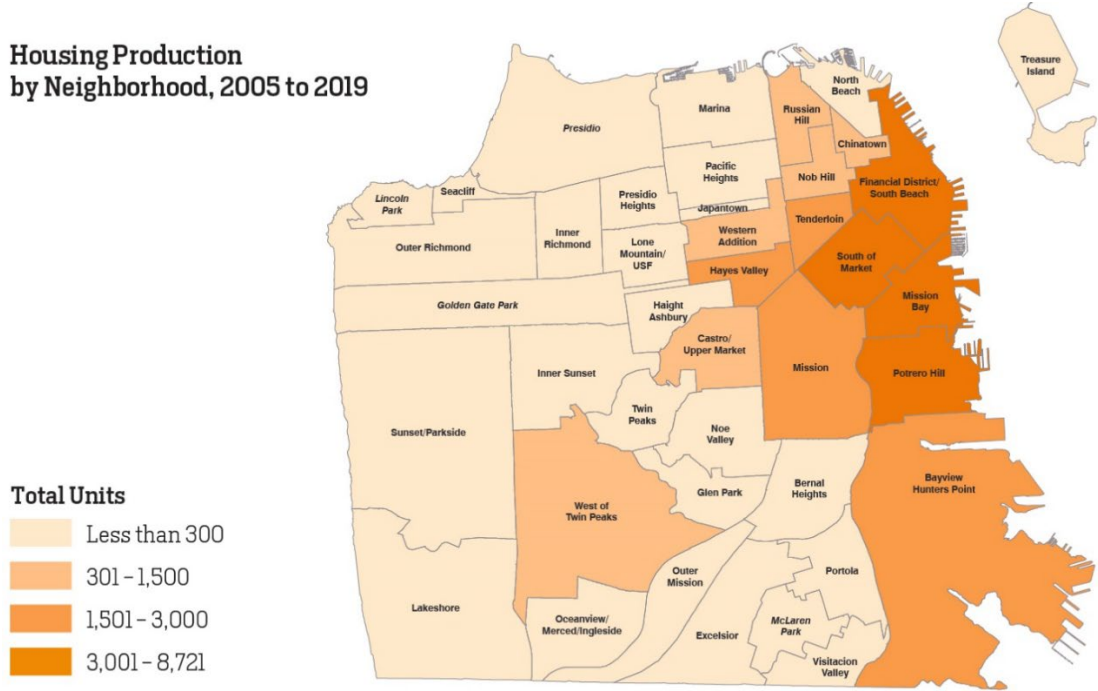 Housing Production
by Neighborhood, 2005 to 2019
Treasure
Island
North
Beach
Marina
Russian
Hill
Presidio
Chinatown
Pacific
Heights
Nob Hill
Financial District/
South Beach
Seacliff
Lincoln
Park
Presidio
Heights
Japantown
Tenderloin
Inner
Richmond
Western
Addition
Outer Richmond
Lone
Mountain/
USF
South of
Market
Hayes Valley
Mission
Bay
Golden Gate Park
Haight
Ashbury
Castro/
Upper Market
Mission
Potrero Hill
Inner Sunset
Twin
Peaks
Noe
Valley
Sunset/Parkside
Bayview
Hunters Point
Glen Park
Bernal
Heights
West of
Twin Peaks
Outer
Mission
Portola
Lakeshore
Oceanview/
Merced/Ingleside
Excelsior
McLaren
Park
Visitacion
Valley
Total Units
Less than 300
301 – 1,500
1,501 – 3,000
3,001 – 8,721